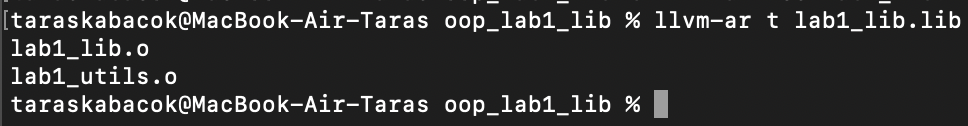 [taraskabacok@MacBook-Air-Taras oop_lab1_lib % llvm-ar t lab1_lib.lib
lab1_lib.o
lab1_utils.o
taraskabacok@MacBook-Air-Taras oop_lab1_lib %